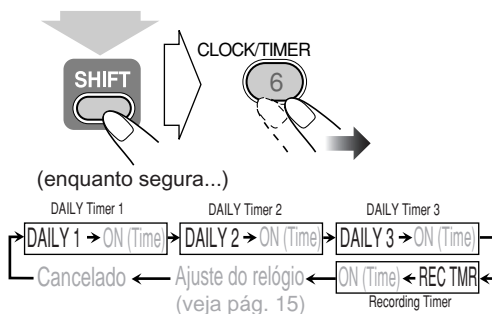 CLOCK/TIMER
SHIFT
6
(enquanto segura...)
DAILY Timer 1 DAILY Timer 2 DAILY Timer 3
DAILY 1 → ON (Time) → DAILY 2 → ON (Time) → DAILY 3 → ON (Time)
Cancelado ← Ajuste do relógio ← ON (Time) ← REC TMR
(veja pág. 15) Recording Timer